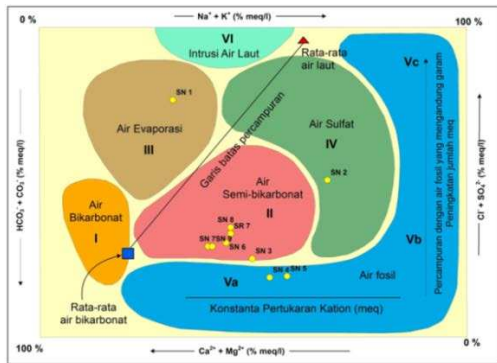 0 %
Na⁺ + K⁺ (% meq/l)
100 %
VI
Intrusi Air Laut
Rata-rata
air laut
Vc
SN 1
Air Evaporasi
III
Garis batas percampuran
Air Sulfat
IV
SN 2
HCO₃⁻ + CO₃⁻ (% meq/l)
Cl⁻ + SO₄²⁻ (% meq/l)
Percampuran dengan air fosil yang mengandung garam
Peningkatan jumlah meq
Air
Bikarbonat
I
Air
Semi-bikarbonat
II
SN 8
SR 7
SN 7
SN 9
SN 6
SN 3
Vb
Va
SN 4
SN 5
Air fosil
Rata-rata
air bikarbonat
Konstanta Pertukaran Kation (meq)
100 %
Ca²⁺ + Mg²⁺ (% meq/l)
0 %